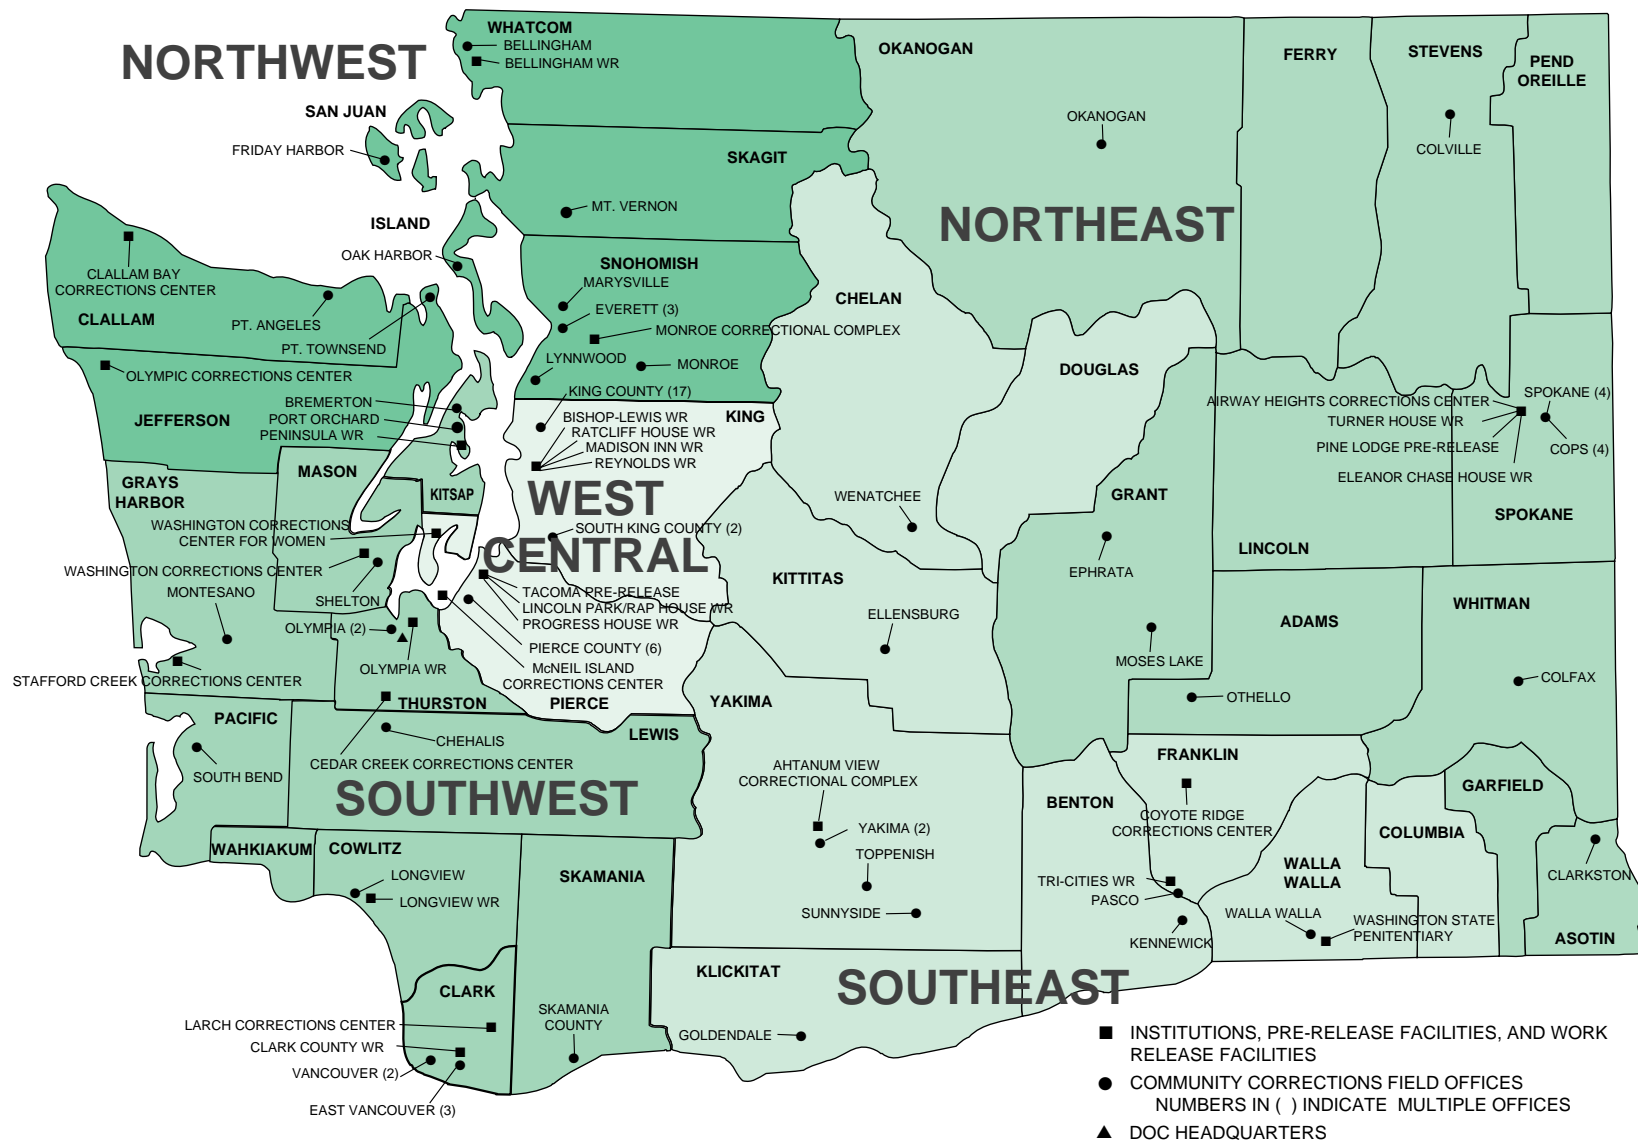 WHATCOM
BELLINGHAM
BELLINGHAM WR
NORTHWEST
SAN JUAN
FRIDAY HARBOR
SKAGIT
MT. VERNON
ISLAND
OAK HARBOR
CLALLAM BAY
CORRECTIONS CENTER
CLALLAM
PT. ANGELES
PT. TOWNSEND
SNOHOMISH
MARYSVILLE
EVERETT (3)
MONROE CORRECTIONAL COMPLEX
LYNNWOOD
MONROE
OLYMPIC CORRECTIONS CENTER
JEFFERSON
BREMERTON
PORT ORCHARD
PENINSULA WR
KING COUNTY (17)
KING
BISHOP-LEWIS WR
RATCLIFF HOUSE WR
MADISON INN WR
REYNOLDS WR
WEST
CENTRAL
SOUTH KING COUNTY (2)
GRAYS
HARBOR
MASON
KITSAP
WASHINGTON CORRECTIONS
CENTER FOR WOMEN
WASHINGTON CORRECTIONS CENTER
MONTESANO
SHELTON
OLYMPIA (2)
OLYMPIA WR
STAFFORD CREEK CORRECTIONS CENTER
TACOMA PRE-RELEASE
LINCOLN PARK/RAP HOUSE WR
PROGRESS HOUSE WR
PIERCE COUNTY (6)
McNEIL ISLAND
CORRECTIONS CENTER
PIERCE
THURSTON
PACIFIC
SOUTH BEND
CHEHALIS
CEDAR CREEK CORRECTIONS CENTER
LEWIS
SOUTHWEST
WAHKIAKUM
COWLITZ
LONGVIEW
LONGVIEW WR
SKAMANIA
CLARK
LARCH CORRECTIONS CENTER
CLARK COUNTY WR
VANCOUVER (2)
EAST VANCOUVER (3)
SKAMANIA
COUNTY
OKANOGAN
OKANOGAN
FERRY
STEVENS
COLVILLE
PEND
OREILLE
NORTHEAST
CHELAN
WENATCHEE
DOUGLAS
GRANT
EPHRATA
MOSES LAKE
LINCOLN
AIRWAY HEIGHTS CORRECTIONS CENTER
TURNER HOUSE WR
PINE LODGE PRE-RELEASE
ELEANOR CHASE HOUSE WR
SPOKANE (4)
COPS (4)
SPOKANE
KITTITAS
ELLENSBURG
ADAMS
OTHELLO
WHITMAN
COLFAX
YAKIMA
AHTANUM VIEW
CORRECTIONAL COMPLEX
YAKIMA (2)
TOPPENISH
SUNNYSIDE
BENTON
FRANKLIN
COYOTE RIDGE
CORRECTIONS CENTER
TRI-CITIES WR
PASCO
KENNEWICK
WALLA
WALLA
WALLA WALLA
WASHINGTON STATE
PENITENTIARY
COLUMBIA
GARFIELD
CLARKSTON
ASOTIN
KLICKITAT
GOLDENDALE
SOUTHEAST
INSTITUTIONS, PRE-RELEASE FACILITIES, AND WORK
RELEASE FACILITIES
COMMUNITY CORRECTIONS FIELD OFFICES
NUMBERS IN ( ) INDICATE MULTIPLE OFFICES
DOC HEADQUARTERS